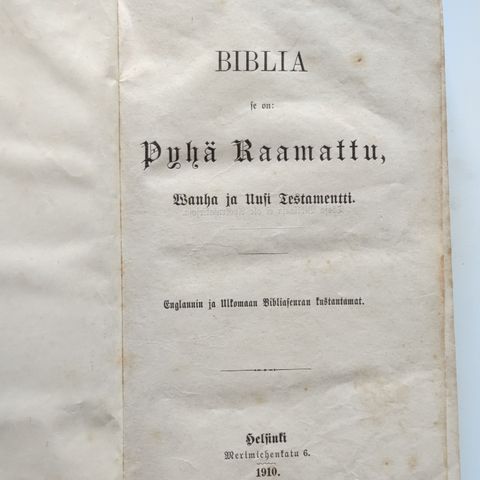 BIBLIA
se on:
Pyhä Raamattu,
Wanha ja Uusi Testamentti.
Englannin ja Ulkomaan Bibliaseuran kustantamat.
Helsinki
Merimiehenkatu 6.
1910.